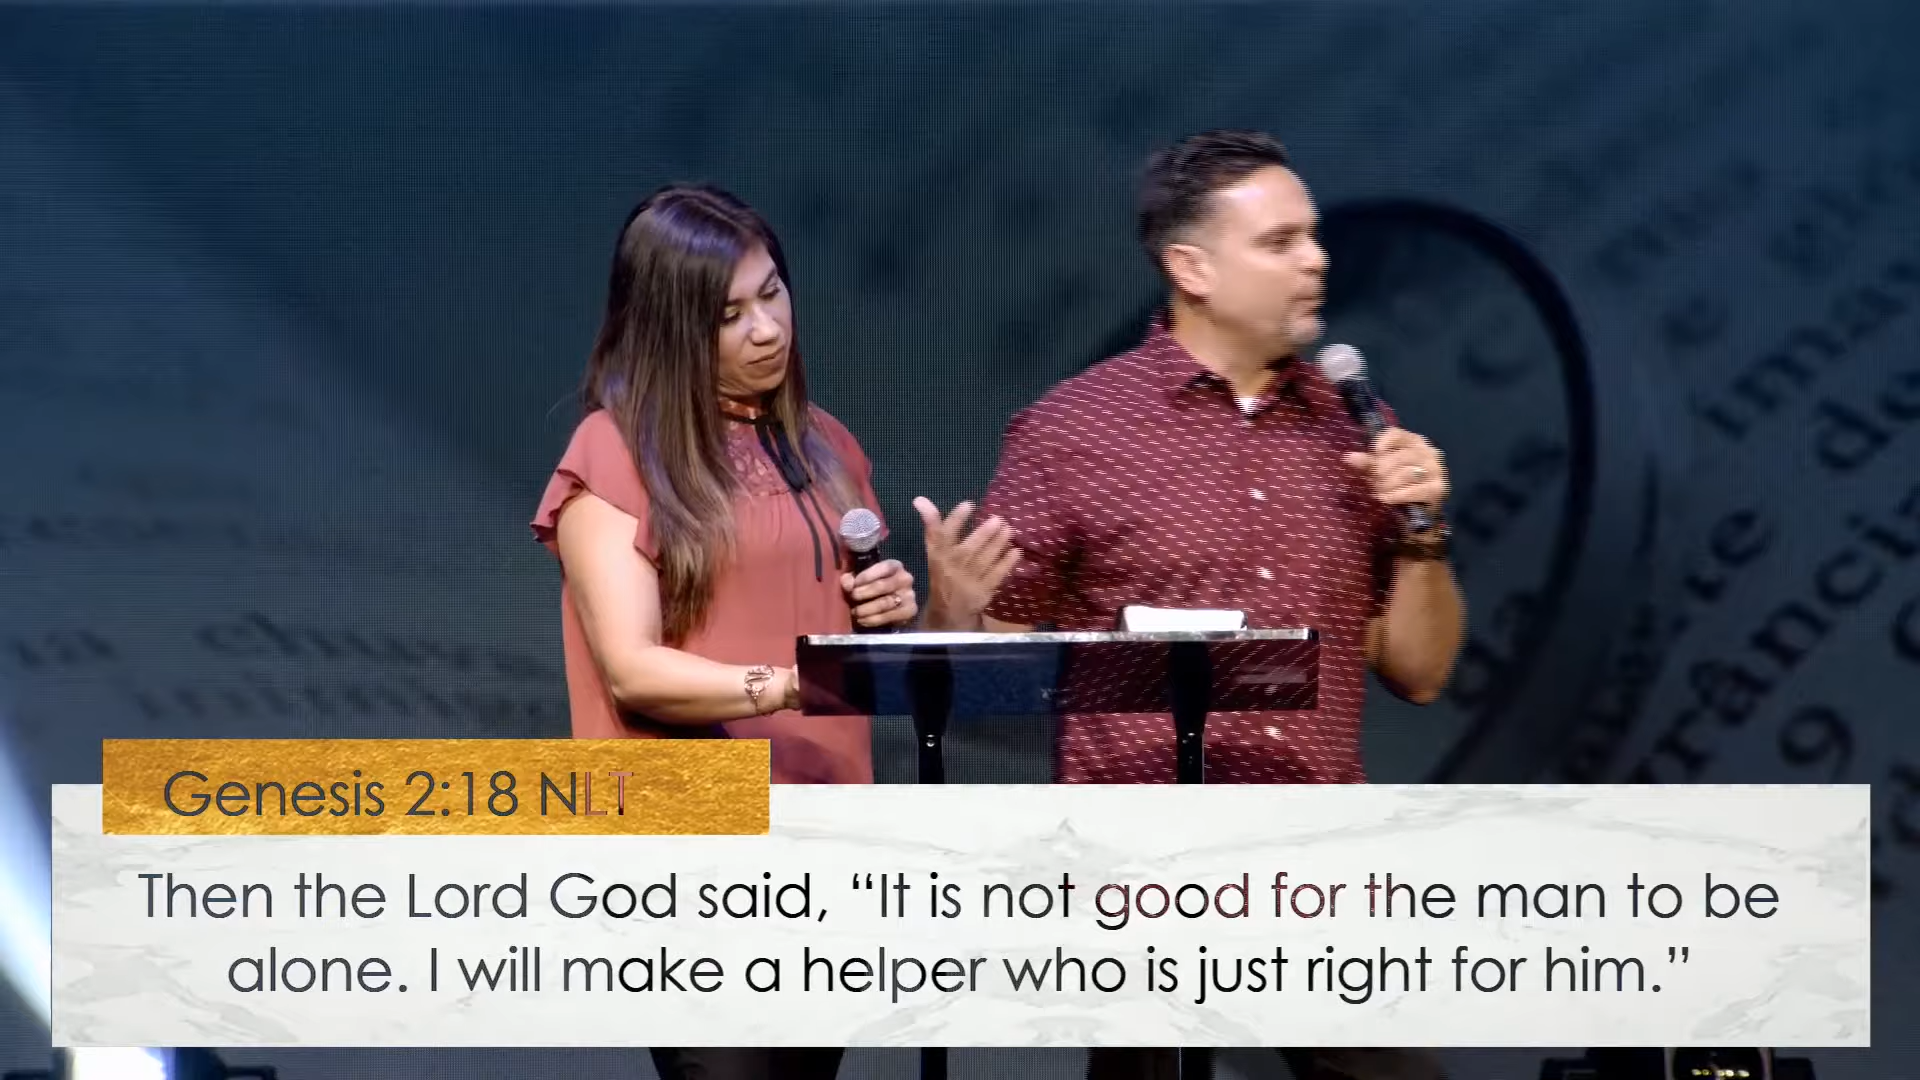 Genesis 2:18 NLT
Then the Lord God said, “It is not good for the man to be
alone. I will make a helper who is just right for him.”